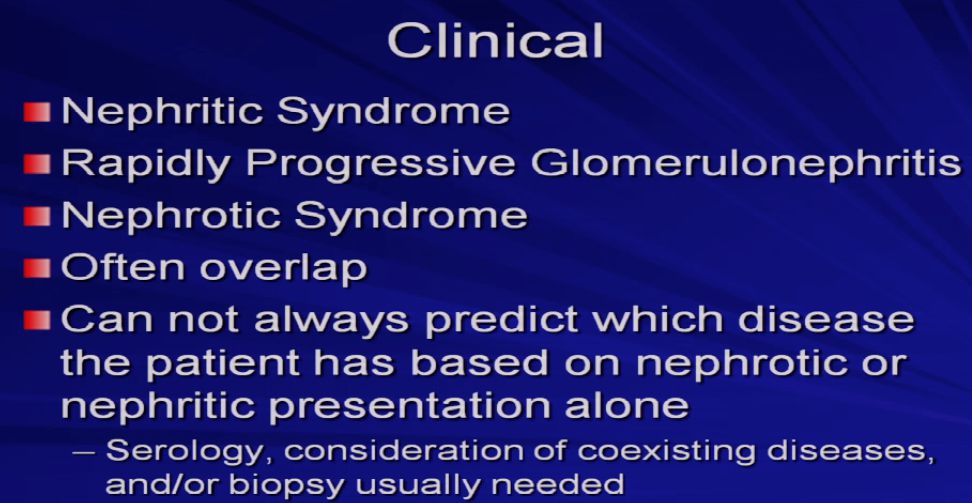 Clinical
Nephritic Syndrome
Rapidly Progressive Glomerulonephritis
Nephrotic Syndrome
Often overlap
Can not always predict which disease
the patient has based on nephrotic or
nephritic presentation alone
– Serology, consideration of coexisting diseases,
and/or biopsy usually needed